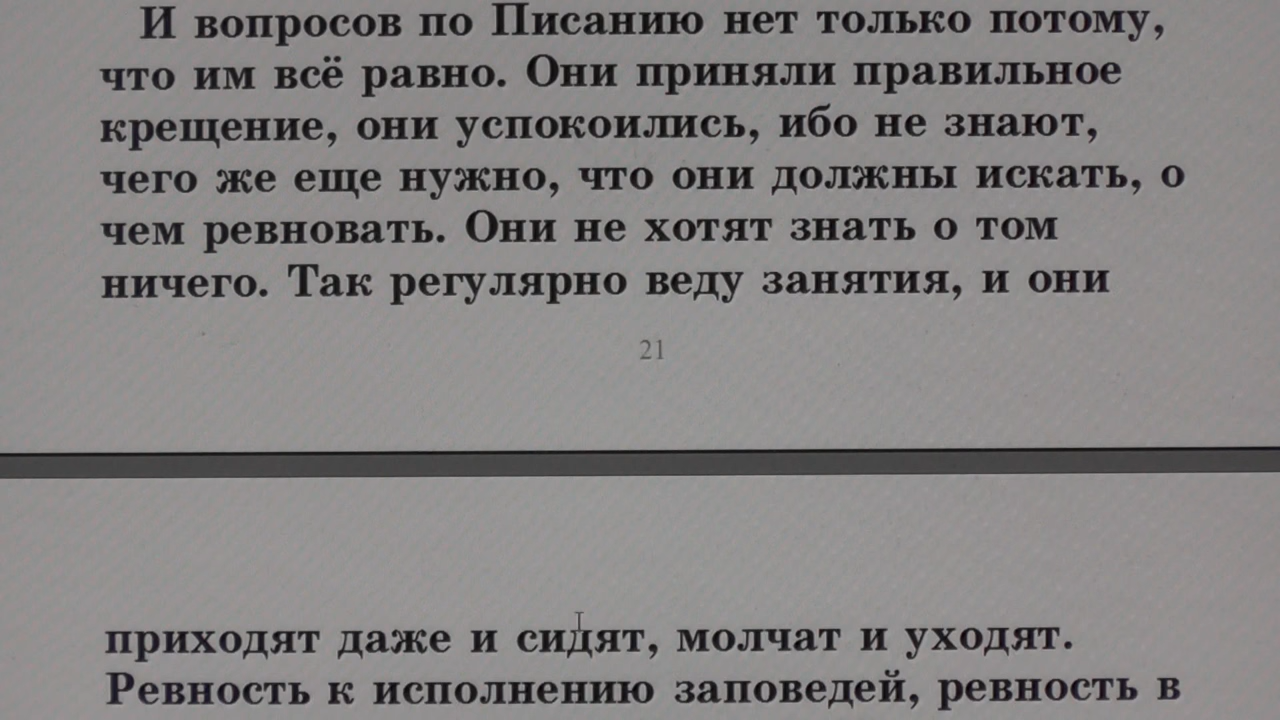 И вопросов по Писанию нет только потому,
что им всё равно. Они приняли правильное
крещение, они успокоились, ибо не знают,
чего же еще нужно, что они должны искать, о
чем ревновать. Они не хотят знать о том
ничего. Так регулярно веду занятия, и они
21
приходят даже и сидят, молчат и уходят.
Ревность к исполнению заповедей, ревность в